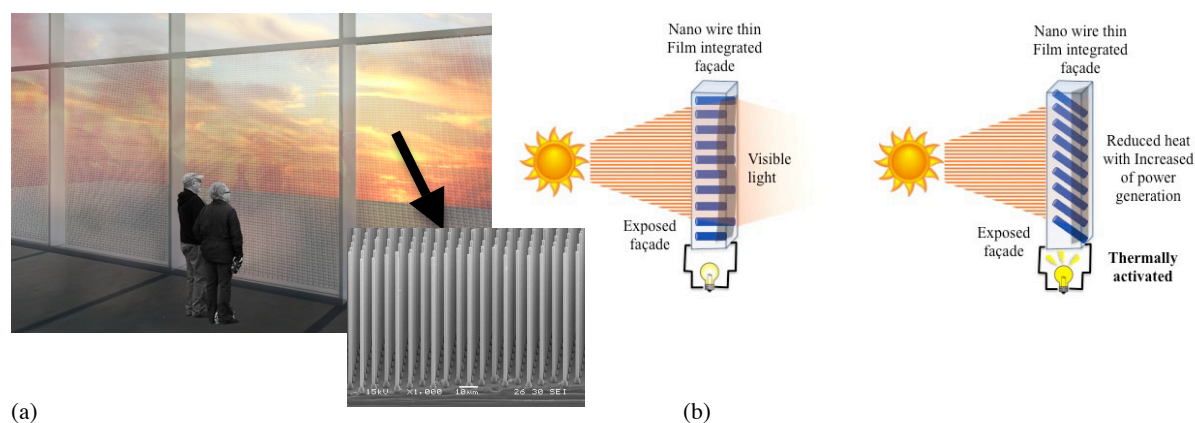 Nano wire thin
Film integrated
façade
Visible
light
Exposed
façade
Nano wire thin
Film integrated
façade
Reduced heat
with Increased
of power
generation
Exposed
façade
Thermally
activated
15kV X1.000 10µm 26 30 SEI
(a)
(b)